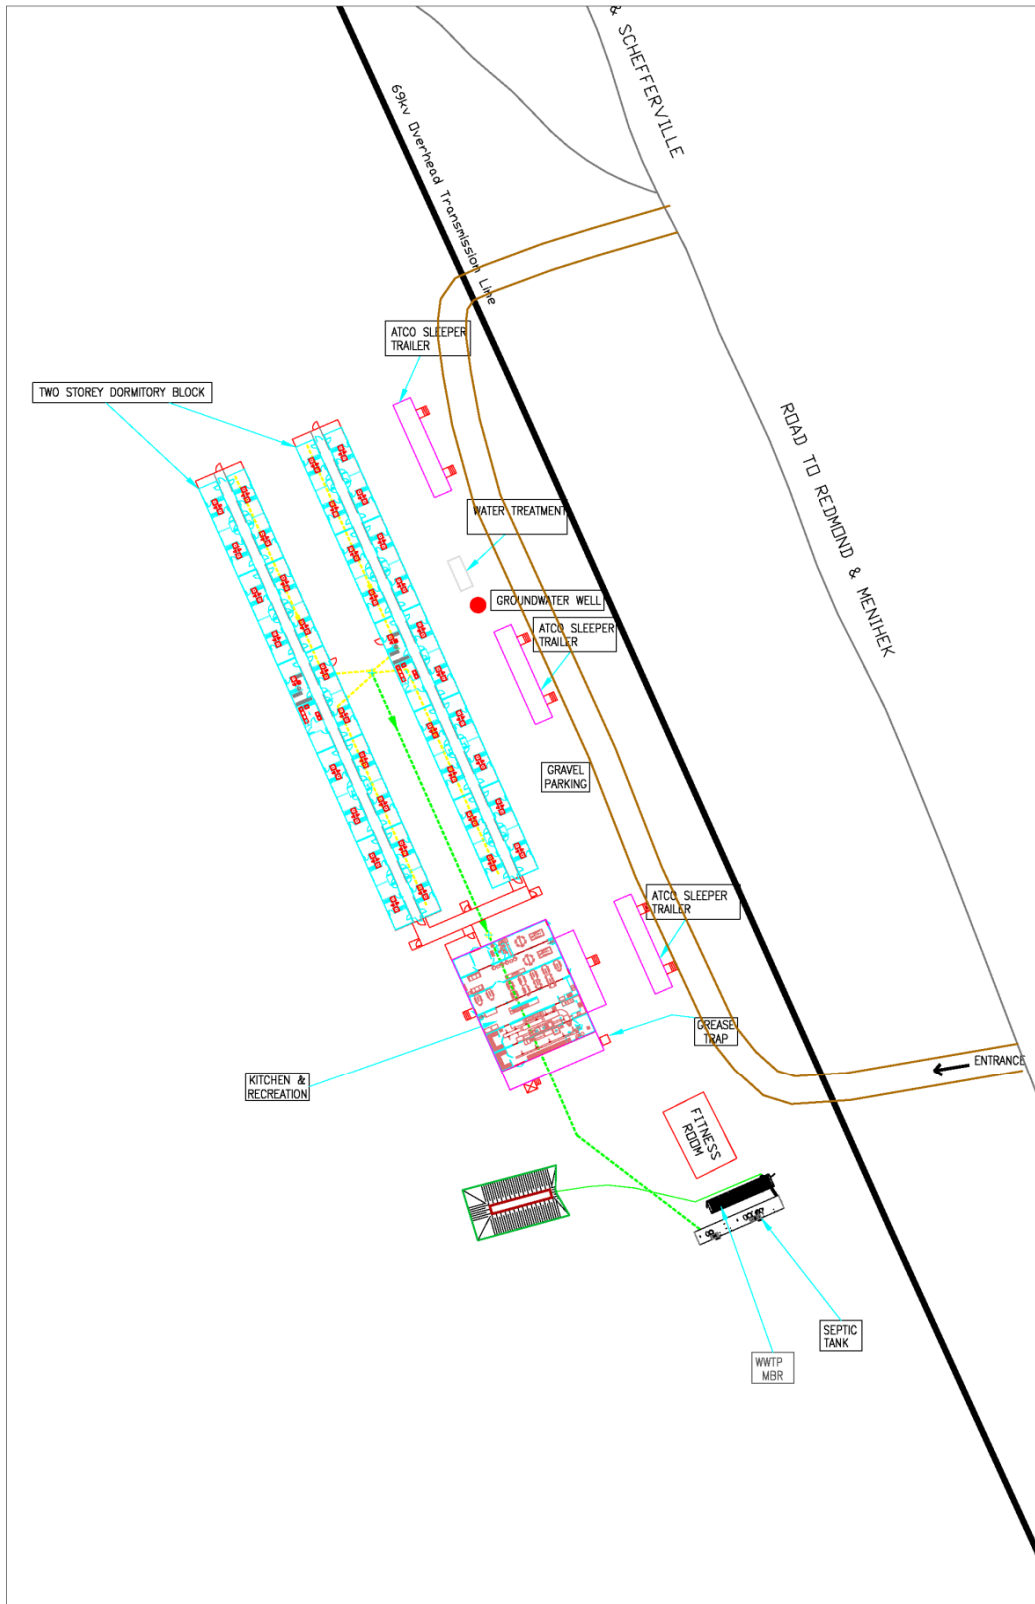 & SCHEFFERVILLE
69kv Overhead Transmission Line
ATCO SLEEPER
TRAILER
TWO STOREY DORMITORY BLOCK
ROAD TO REDMOND & MENIHEK
WATER TREATMENT
GROUNDWATER WELL
ATCO SLEEPER
TRAILER
GRAVEL
PARKING
ATCO SLEEPER
TRAILER
GREASE
TRAP
ENTRANCE
KITCHEN &
RECREATION
FITNESS
ROOM
SEPTIC
TANK
WWTP
MBR